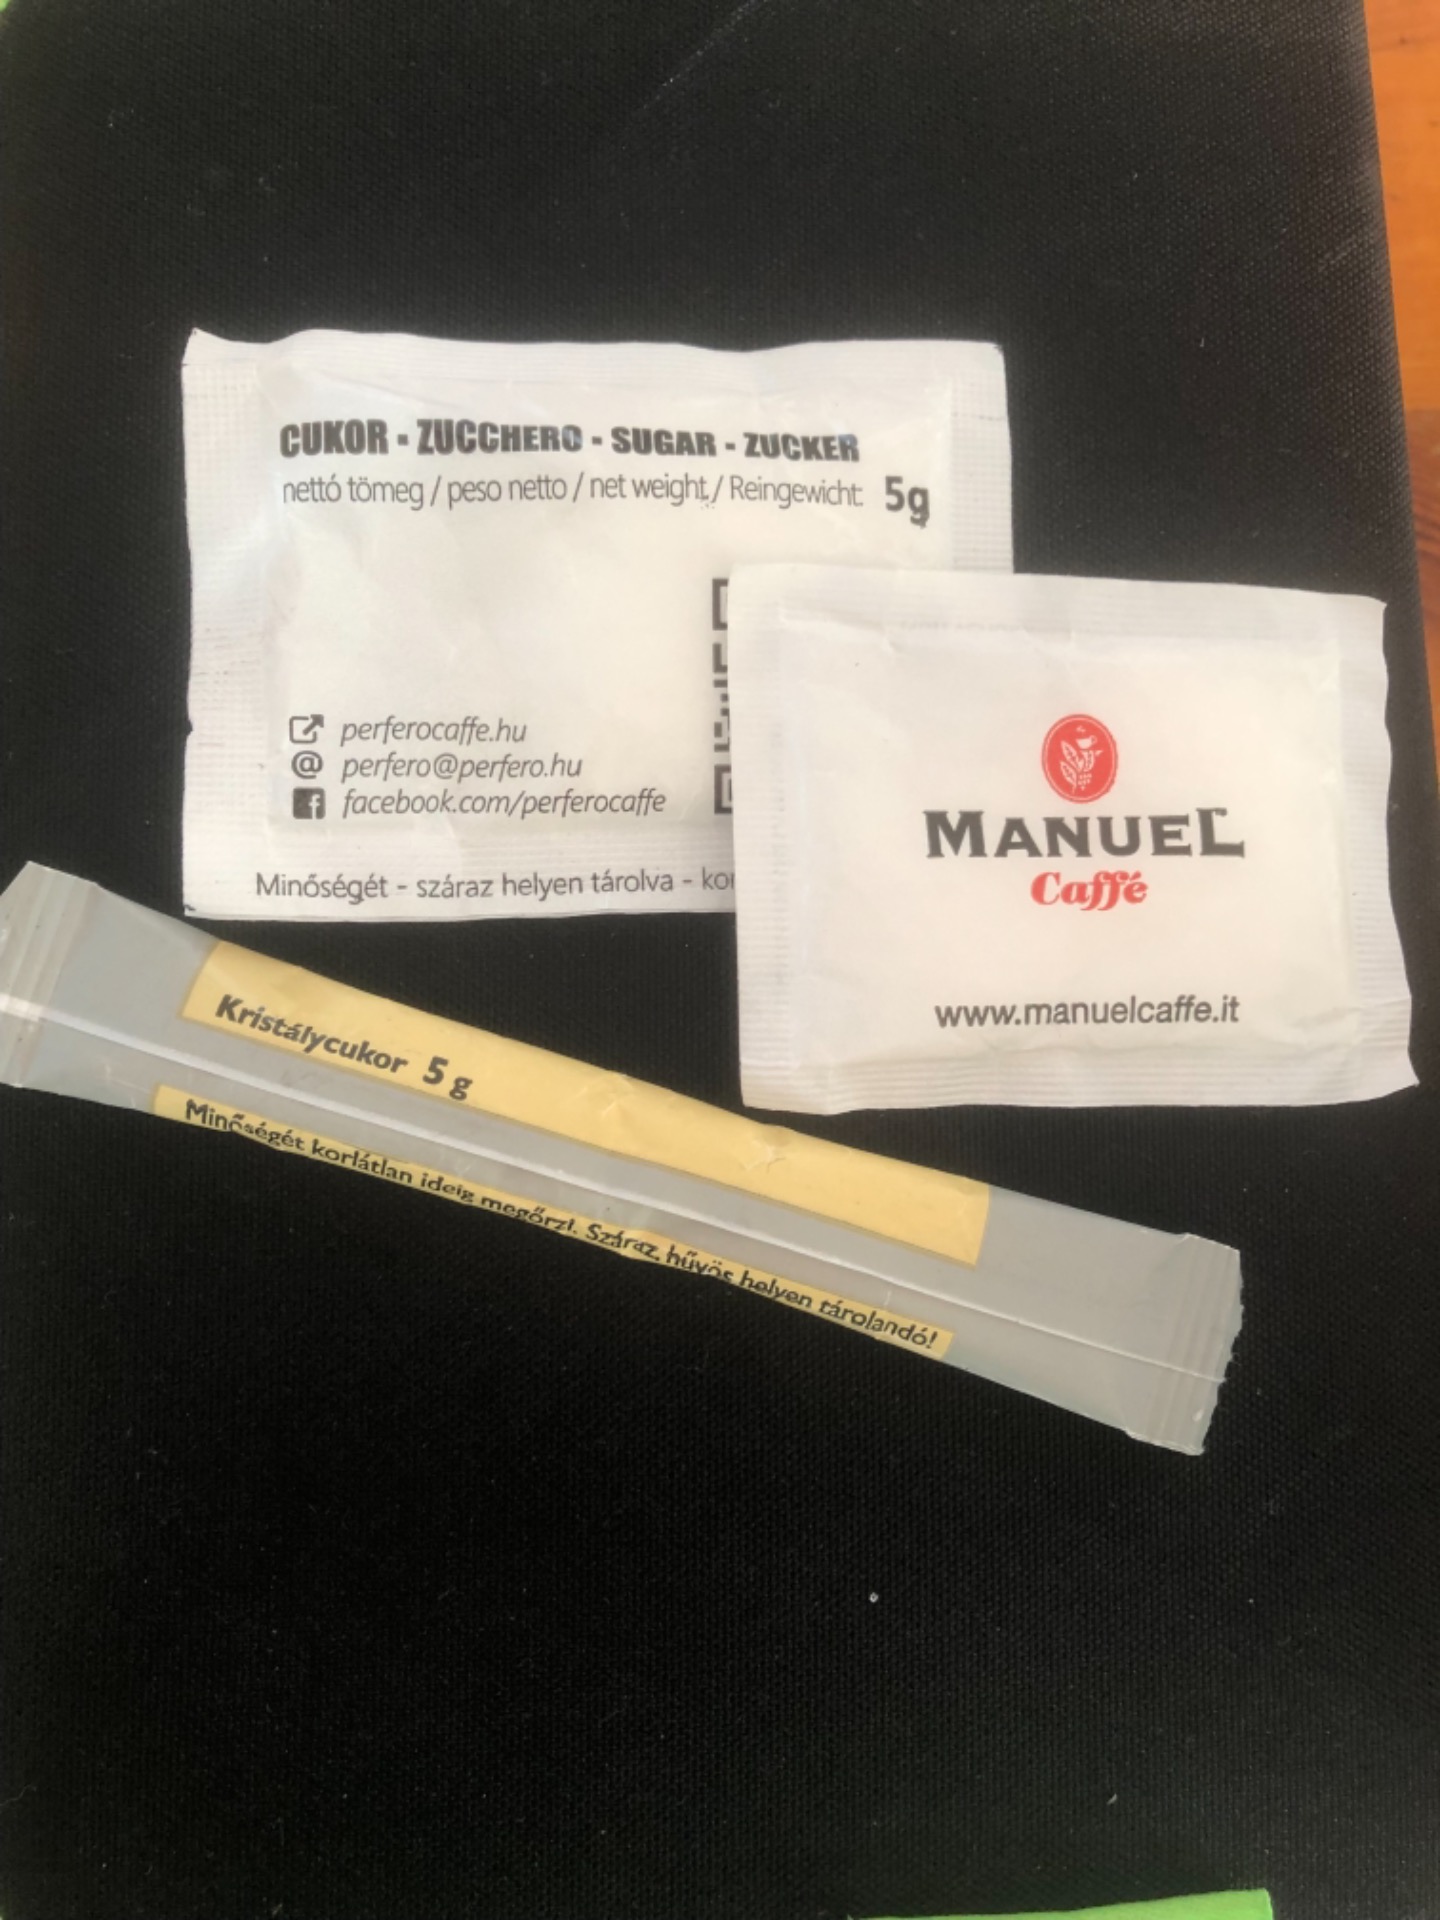 CUKOR - ZUCCHERO - SUGAR - ZUCKER
nettó tömeg / peso netto / net weight / Reingewicht: 5g
perferocaffe.hu
perfero@perfero.hu
facebook.com/perferocaffe
Minőségét - száraz helyen tárolva -
MANUEL
Caffé
www.manuelcaffe.it
Kristálycukor 5 g
Minőségét korlátlan ideig megőrzi. Száraz, hűvös helyen tárolandó!